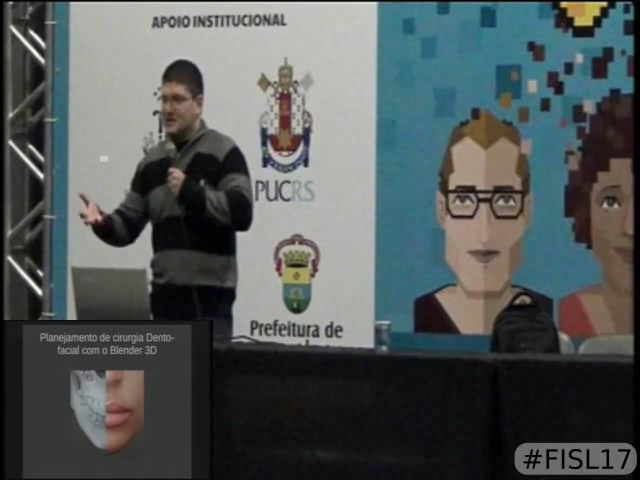 APOIO INSTITUCIONAL
PUCRS
Prefeitura de
Planejamento de cirurgia Dento-
facial com o Blender 3D
#FISL17